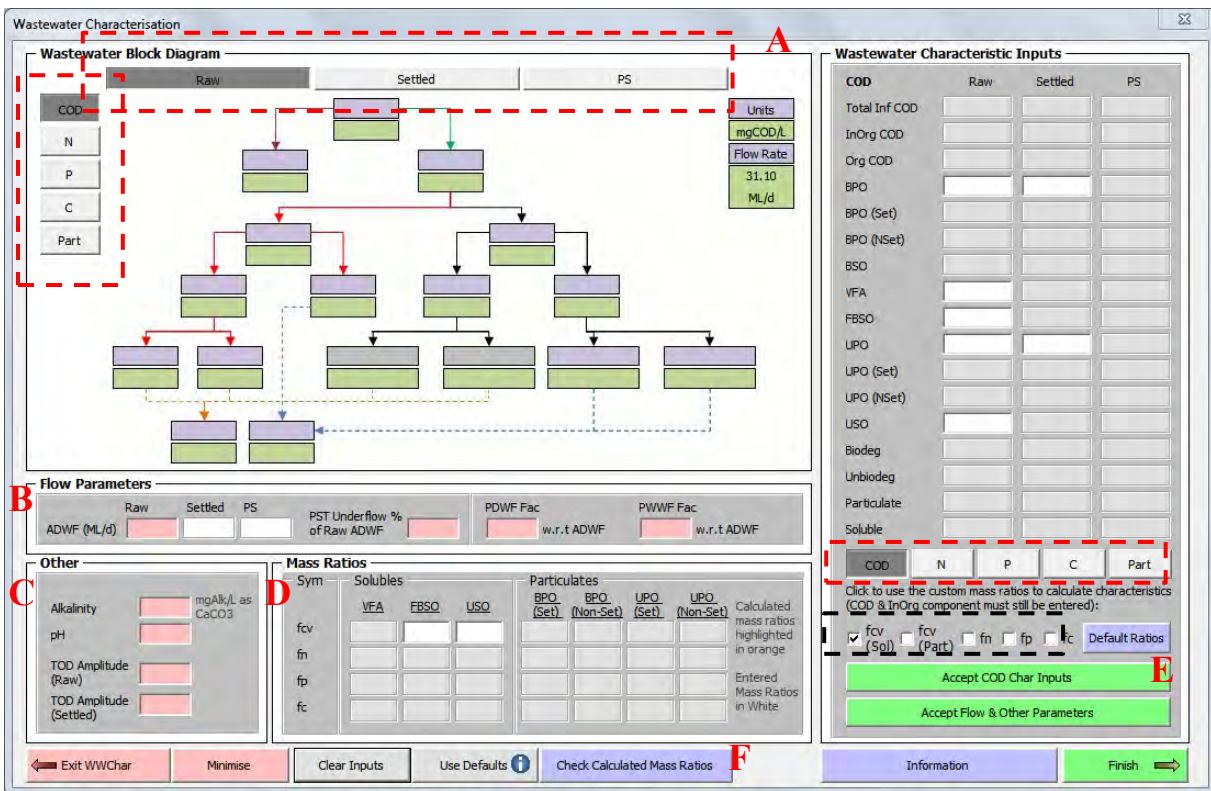 Wastewater Characterisation
A
Wastewater Block Diagram
Raw Settled PS
COD
N
P
C
Part
Units
mgCOD/L
Flow Rate
31.10
ML/d
B
Flow Parameters
Raw Settled PS
ADWF (ML/d)
PST Underflow %
of Raw ADWF
PDWF Fac
w.r.t ADWF
PWWF Fac
w.r.t ADWF
C
Other
Alkalinity
mgAlk/L as
CaCO3
pH
TOD Amplitude
(Raw)
TOD Amplitude
(Settled)
D
Mass Ratios
Sym Solubles Particulates
VFA FBSO USO
BPO (Set) BPO (Non-Set) UPO (Set) UPO (Non-Set)
fcv
fn
fp
fc
Calculated
mass ratios
highlighted
in orange
Entered
Mass Ratios
in White
Wastewater Characteristic Inputs
COD Raw Settled PS
Total Inf COD
InOrg COD
Org COD
BPO
BPO (Set)
BPO (NSet)
BSO
VFA
FBSO
UPO
UPO (Set)
UPO (NSet)
USO
Biodeg
Unbiodeg
Particulate
Soluble
COD N P C Part
Click to use the custom mass ratios to calculate characteristics
(COD & InOrg component must still be entered):
fcv (Sol) fcv (Part) fn fp fc Default Ratios
E
Accept COD Char Inputs
Accept Flow & Other Parameters
Exit WWChar Minimise Clear Inputs Use Defaults Check Calculated Mass Ratios F Information Finish